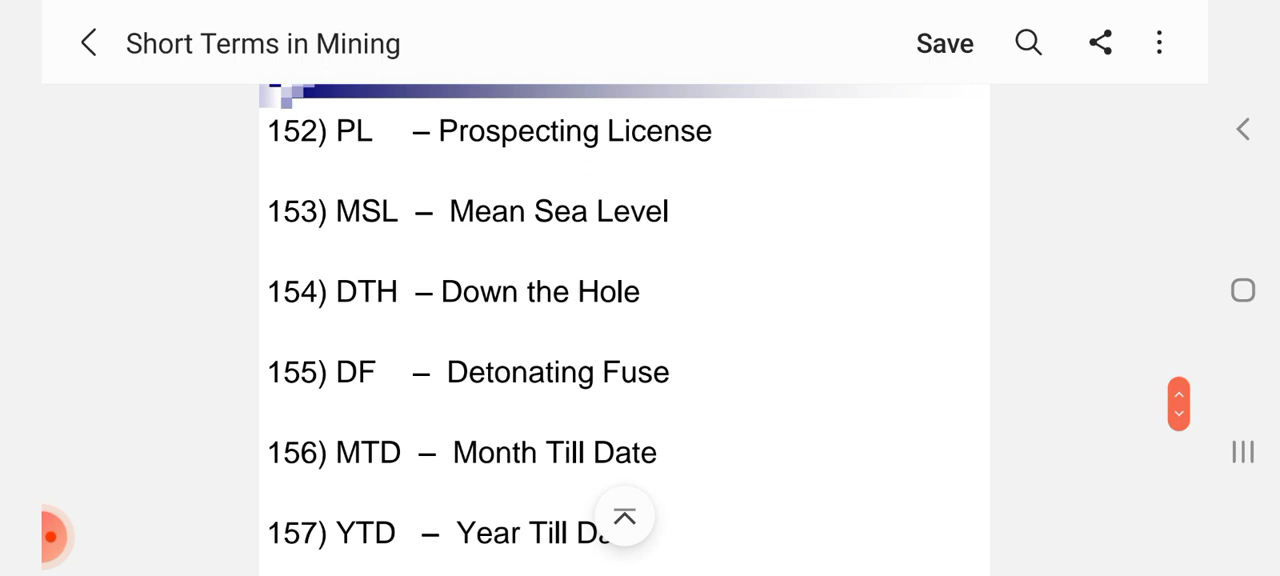 Short Terms in Mining
Save
152) PL – Prospecting License
153) MSL – Mean Sea Level
154) DTH – Down the Hole
155) DF – Detonating Fuse
156) MTD – Month Till Date
157) YTD – Year Till